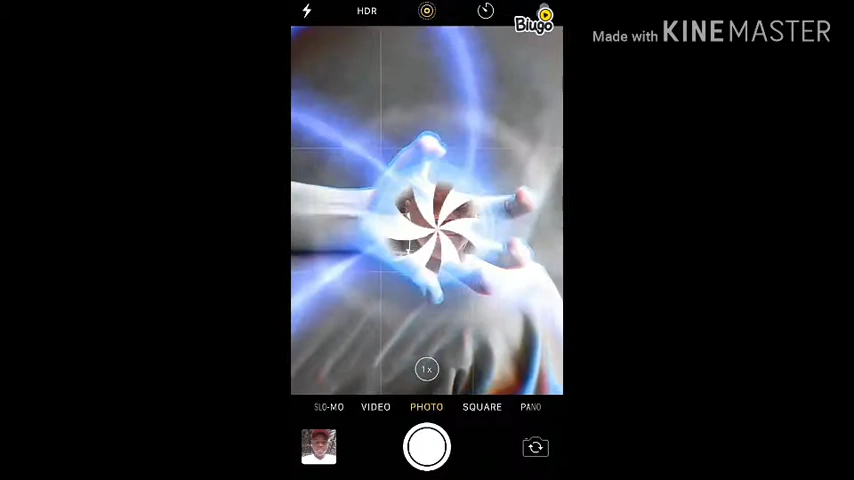 HDR
Biugo
Made with KINEMASTER
1x
SLO-MO VIDEO PHOTO SQUARE PANO